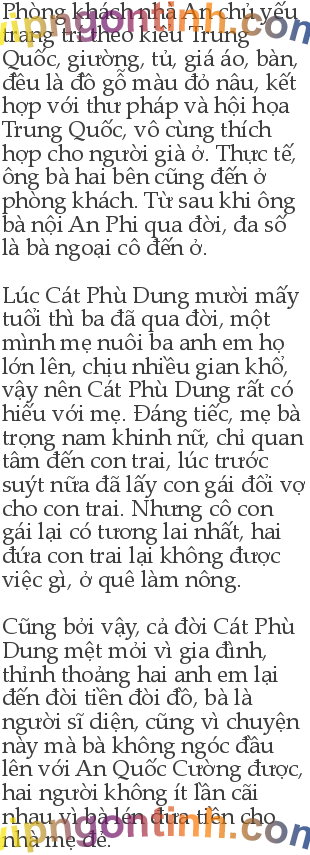 Phòng khách nhà An chủ yếu
trang trí theo kiểu Trung
Quốc, giường, tủ, giá áo, bàn,
đều là đồ gỗ màu đỏ nâu, kết
hợp với thư pháp và hội họa
Trung Quốc, vô cùng thích
hợp cho người già ở. Thực tế,
ông bà hai bên cũng đến ở
phòng khách. Từ sau khi ông
bà nội An Phi qua đời, đa số
là bà ngoại cô đến ở.
Lúc Cát Phù Dung mười mấy
tuổi thì ba đã qua đời, một
mình mẹ nuôi ba anh em họ
lớn lên, chịu nhiều gian khổ,
vậy nên Cát Phù Dung rất có
hiếu với mẹ. Đáng tiếc, mẹ bà
trọng nam khinh nữ, chỉ quan
tâm đến con trai, lúc trước
suýt nữa đã lấy con gái đổi vợ
cho con trai. Nhưng cô con
gái lại có tương lai nhất, hai
đứa con trai lại không được
việc gì, ở quê làm nông.
Cũng bởi vậy, cả đời Cát Phù
Dung mệt mỏi vì gia đình,
thỉnh thoảng hai anh em lại
đến đòi tiền đòi đồ, bà là
người sĩ diện, cũng vì chuyện
này mà bà không ngóc đầu
lên với An Quốc Cường được,
hai người không ít lần cãi
nhau vì bà lén đưa tiền cho
nhà mẹ đẻ.